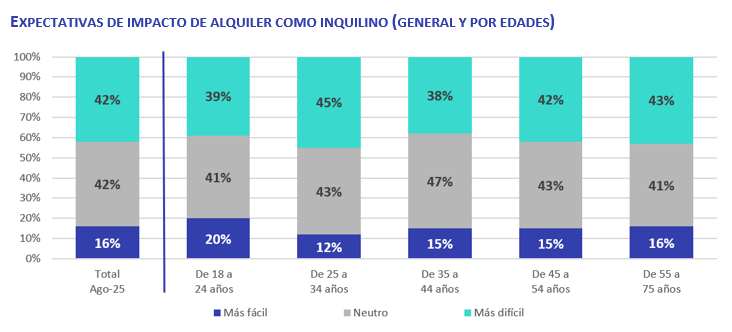 EXPECTATIVAS DE IMPACTO DE ALQUILER COMO INQUILINO (GENERAL Y POR EDADES)
100%
90%
80%
70%
60%
50%
40%
30%
20%
10%
0%
42% 39% 45% 38% 42% 43%
42% 41% 43% 47% 43% 41%
16% 20% 12% 15% 15% 16%
Total De 18 a De 25 a De 35 a De 45 a De 55 a
Ago-25 24 años 34 años 44 años 54 años 75 años
Más fácil Neutro Más difícil